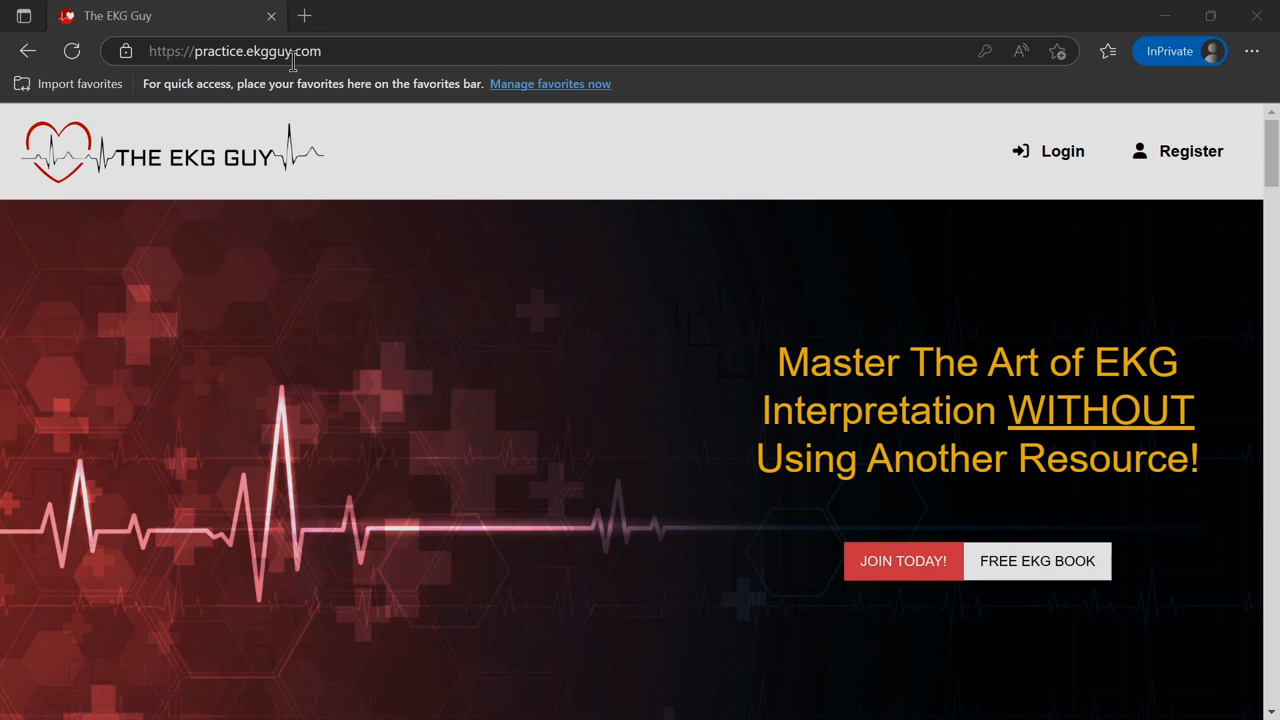 The EKG Guy
https://practice.ekgguy.com
InPrivate
Import favorites
For quick access, place your favorites here on the favorites bar. Manage favorites now
THE EKG GUY
Login
Register
Master The Art of EKG
Interpretation WITHOUT
Using Another Resource!
JOIN TODAY!
FREE EKG BOOK